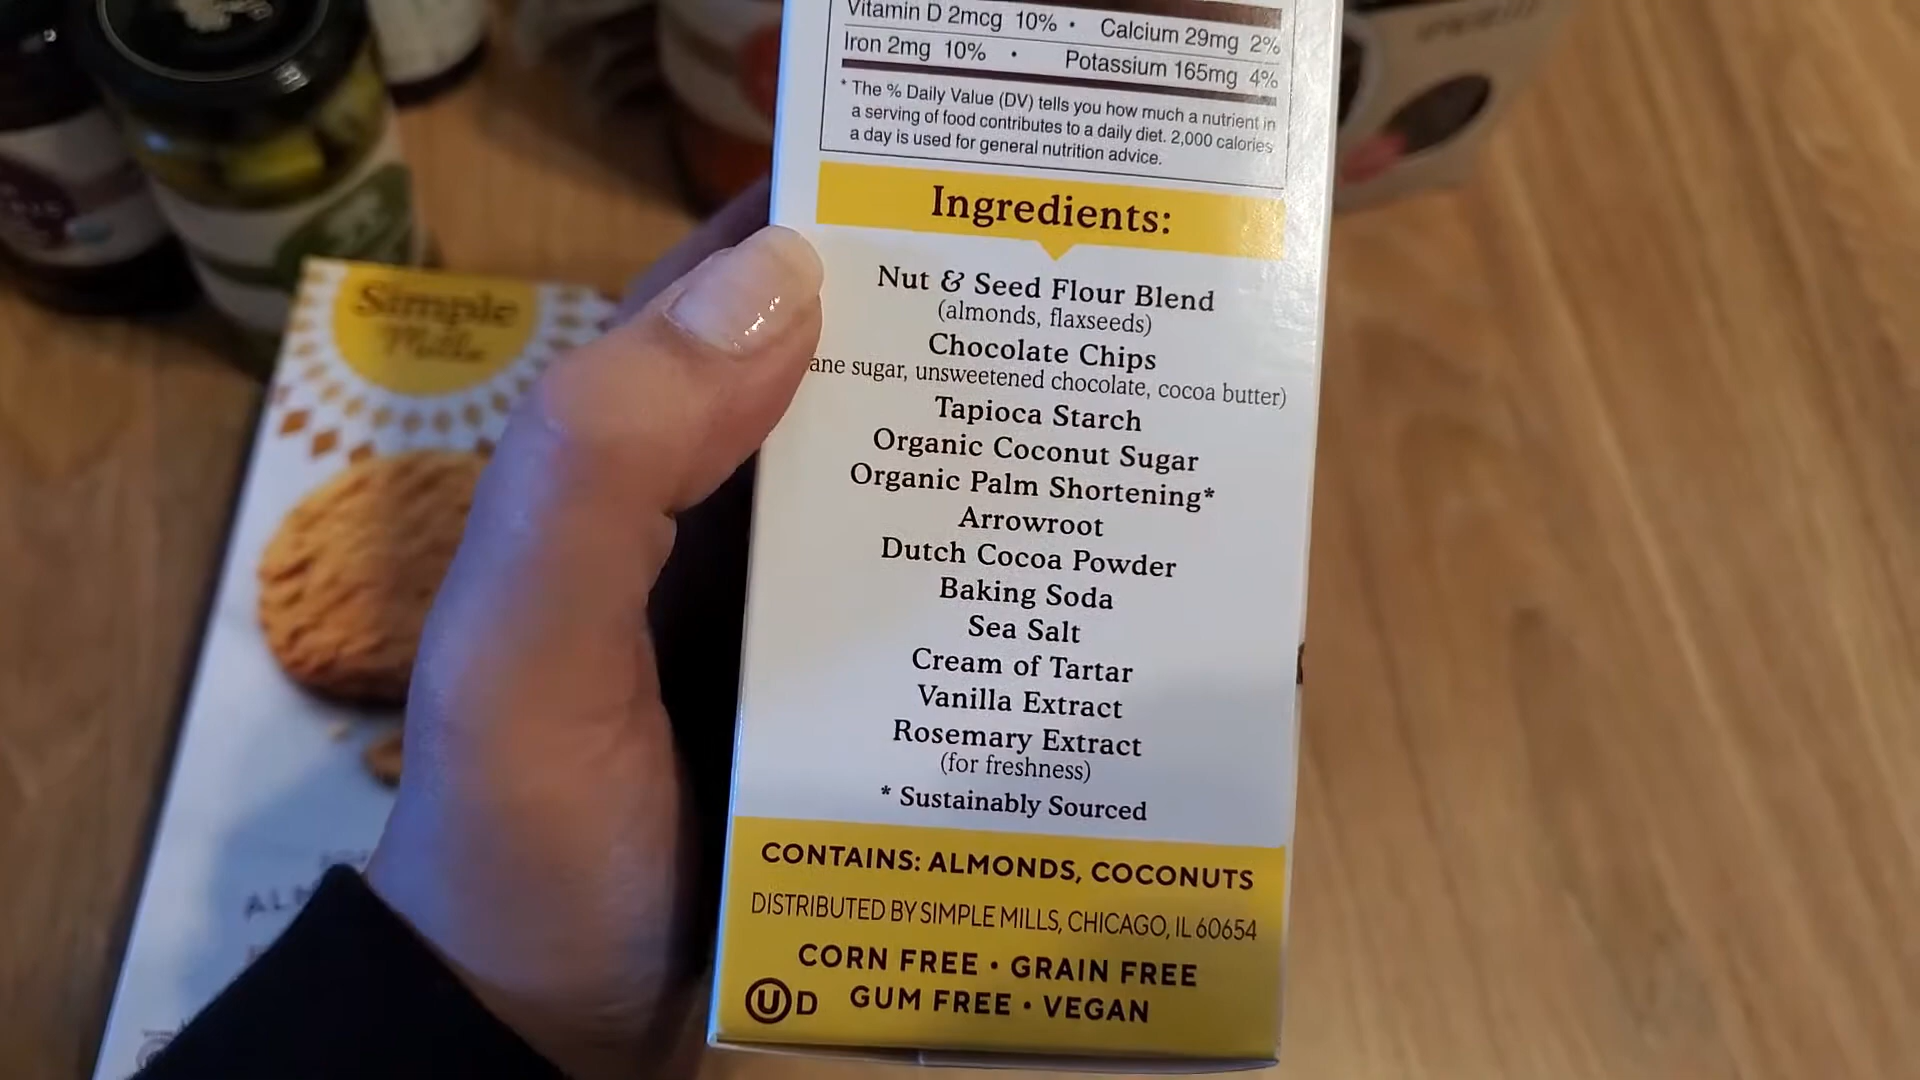 Vitamin D 2mcg 10% • Calcium 29mg 2%
Iron 2mg 10% • Potassium 165mg 4%
* The % Daily Value (DV) tells you how much a nutrient in
a serving of food contributes to a daily diet. 2,000 calories
a day is used for general nutrition advice.
Ingredients:
Nut & Seed Flour Blend
(almonds, flaxseeds)
Chocolate Chips
ane sugar, unsweetened chocolate, cocoa butter)
Tapioca Starch
Organic Coconut Sugar
Organic Palm Shortening*
Arrowroot
Dutch Cocoa Powder
Baking Soda
Sea Salt
Cream of Tartar
Vanilla Extract
Rosemary Extract
(for freshness)
* Sustainably Sourced
CONTAINS: ALMONDS, COCONUTS
DISTRIBUTED BY SIMPLE MILLS, CHICAGO, IL 60654
CORN FREE • GRAIN FREE
GUM FREE • VEGAN
U D
Simple
Mills